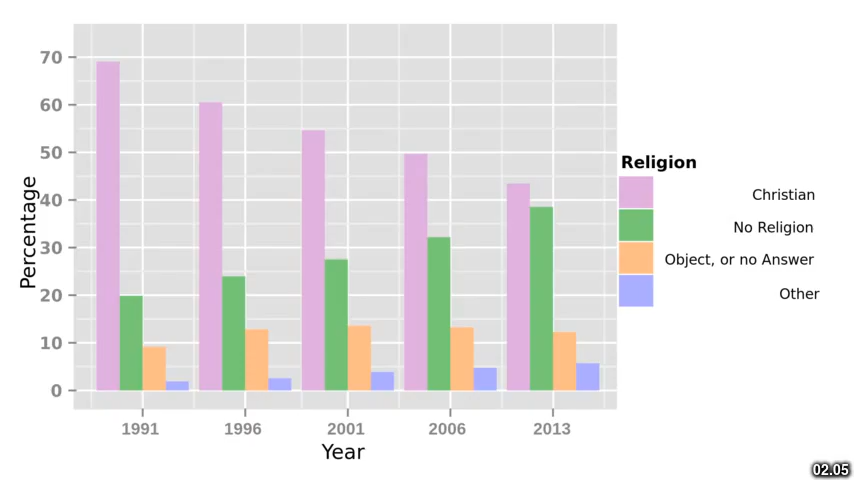 70
60
50
40
30
20
10
0
Percentage
1991 1996 2001 2006 2013
Year
Religion
Christian
No Religion
Object, or no Answer
Other
02.05